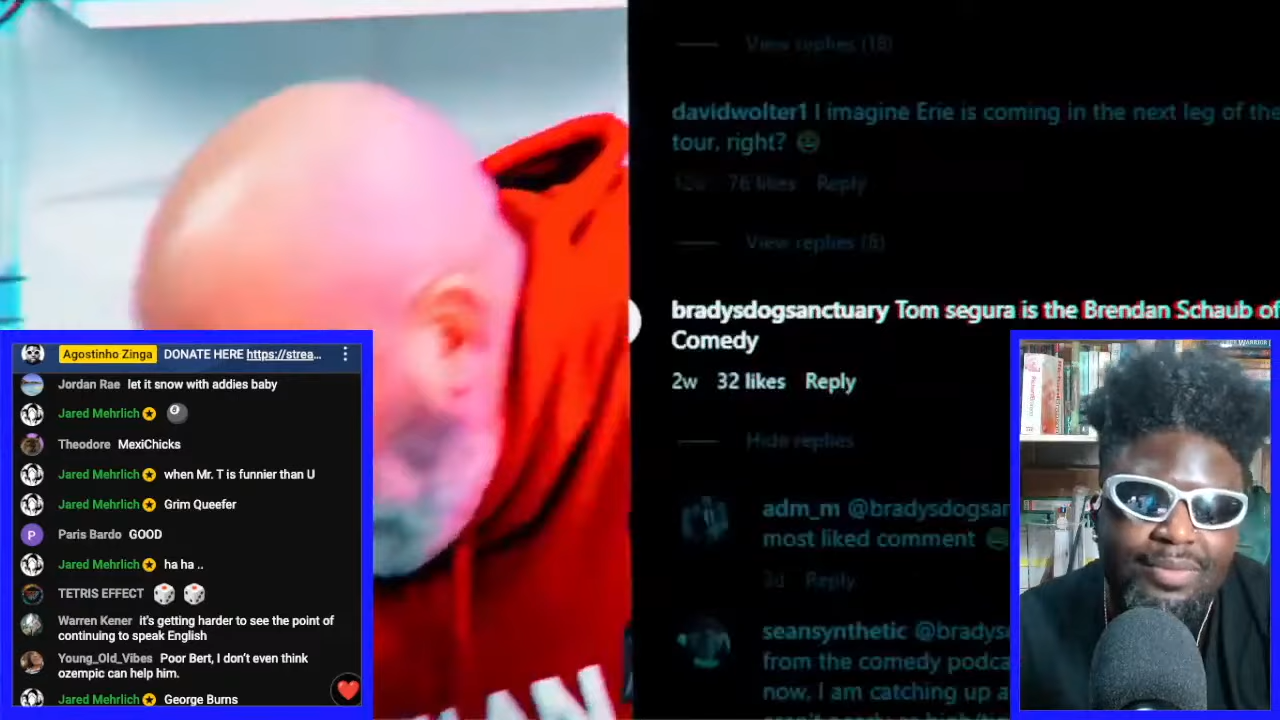 View replies (18)
davidwolter1 I imagine Erie is coming in the next leg of the
tour, right?
76 likes Reply
View replies (6)
bradysdogsanctuary Tom segura is the Brendan Schaub of
Comedy
2w 32 likes Reply
Hide replies
adm_m @bradysdogsan
most liked comment
3d Reply
seansynthetic @bradys
from the comedy podca
now. I am catching up a
Agostinho Zinga DONATE HERE https://strea…
Jordan Rae let it snow with addies baby
Jared Mehrlich
Theodore MexiChicks
Jared Mehrlich when Mr. T is funnier than U
Jared Mehrlich Grim Queefer
Paris Bardo GOOD
Jared Mehrlich ha ha ..
TETRIS EFFECT
Warren Kener it's getting harder to see the point of
continuing to speak English
Young_Old_Vibes Poor Bert, I don't even think
ozempic can help him.
Jared Mehrlich George Burns